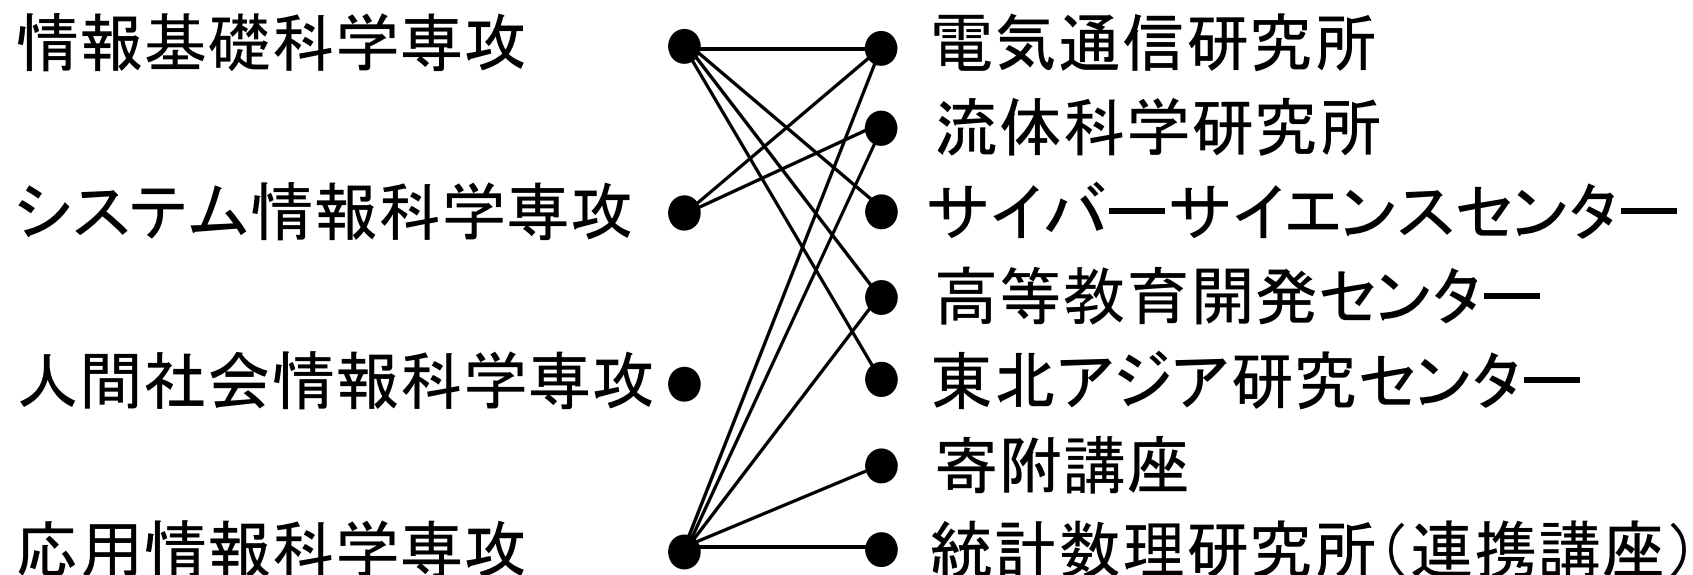 情報基礎科学専攻
電気通信研究所
流体科学研究所
システム情報科学専攻
サイバーサイエンスセンター
高等教育開発センター
人間社会情報科学専攻
東北アジア研究センター
寄附講座
応用情報科学専攻
統計数理研究所（連携講座）